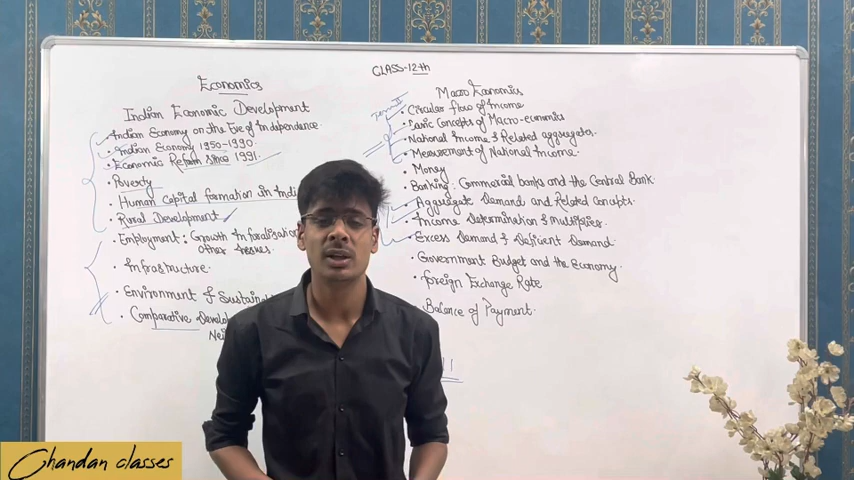 CLASS-12th
Economics
Indian Economic Development
• Indian Economy on the Eve of Independence
• Indian Economy 1950-1990.
• Economic Reform since 1991.
• Poverty
• Human Capital formation in Indi
• Rural Development
• Employment: Growth Informalisation
Other Issues.
• Infrastructure
• Environment & Sustaina
• Comparative Develo
Nei
Macro Economics
• Circular flow of Income
• Basic Concepts of Macro-economics
• National Income & Related aggregates.
• Measurement of National Income.
• Money
• Banking: Commercial banks and the Central Bank
• Aggregate Demand and Related Concepts.
• Income Determination & Multiplier.
• Excess Demand & Deficient Demand.
• Government Budget and the Economy
• Foreign Exchange Rate
Balance of Payment.
Chandan classes